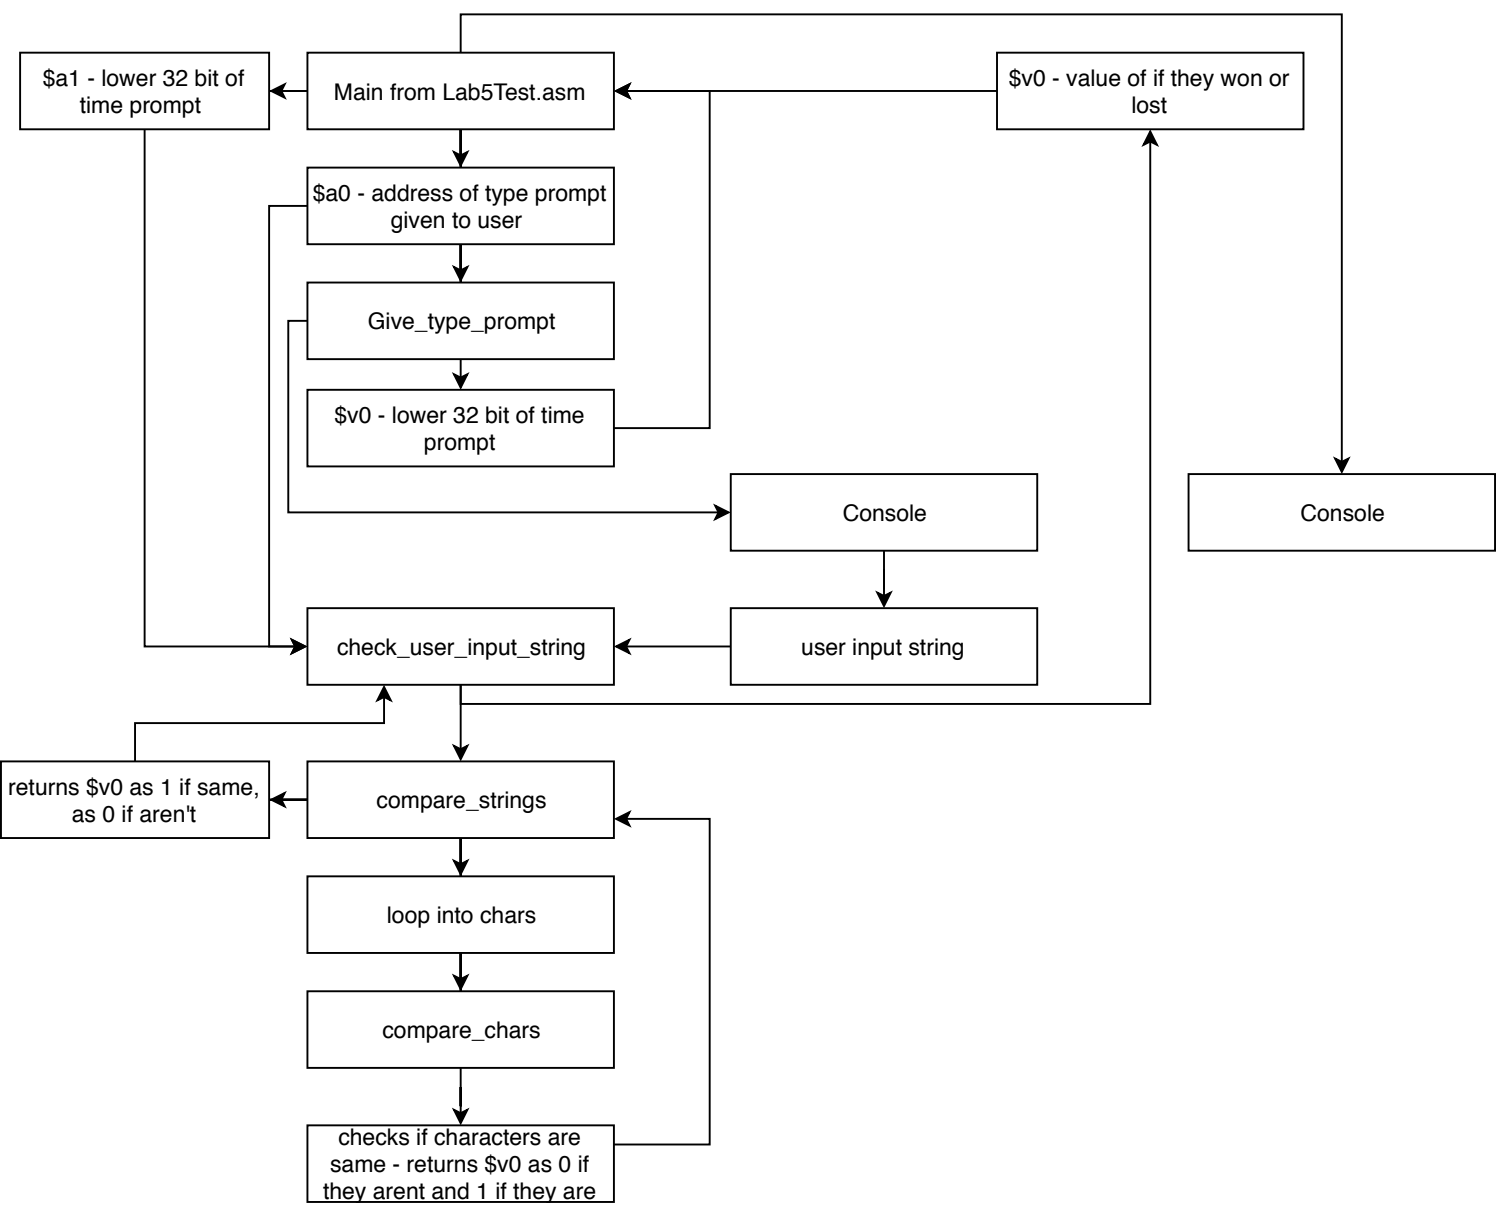 $a1 - lower 32 bit of
time prompt
Main from Lab5Test.asm
$v0 - value of if they won or
lost
$a0 - address of type prompt
given to user
Give_type_prompt
$v0 - lower 32 bit of time
prompt
Console
Console
check_user_input_string
user input string
returns $v0 as 1 if same,
as 0 if aren't
compare_strings
loop into chars
compare_chars
checks if characters are
same - returns $v0 as 0 if
they arent and 1 if they are